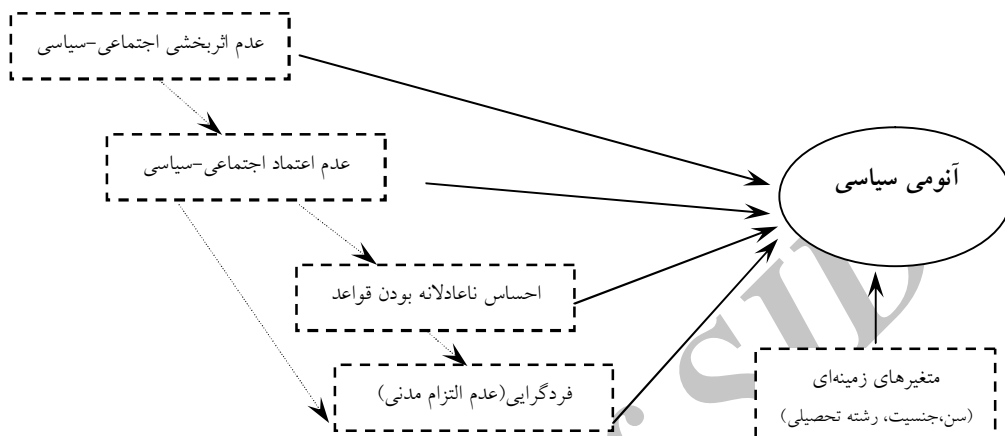 عدم اثربخشی اجتماعی-سیاسی
عدم اعتماد اجتماعی-سیاسی
آنومی سیاسی
احساس ناعادلانه بودن قواعد
فردگرایی(عدم التزام مدنی)
متغیرهای زمینه‌ای
(سن،جنسیت، رشته تحصیلی)
SID